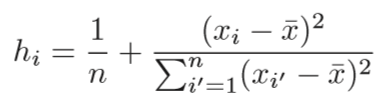 h_i = \frac{1}{n} + \frac{(x_i - \bar{x})^2}{\sum_{i'=1}^{n}(x_{i'} - \bar{x})^2}